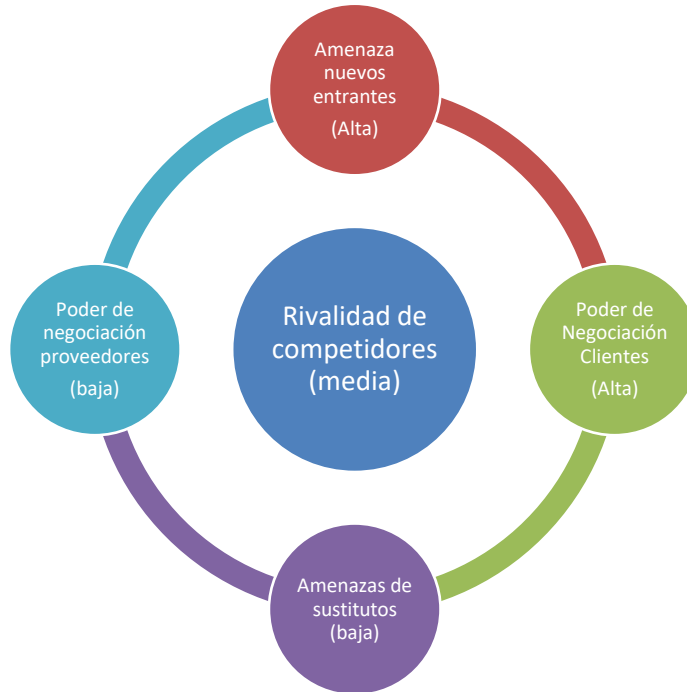 Amenaza
nuevos
entrantes
(Alta)
Poder de
negociación
proveedores
(baja)
Rivalidad de
competidores
(media)
Poder de
Negociación
Clientes
(Alta)
Amenazas de
sustitutos
(baja)